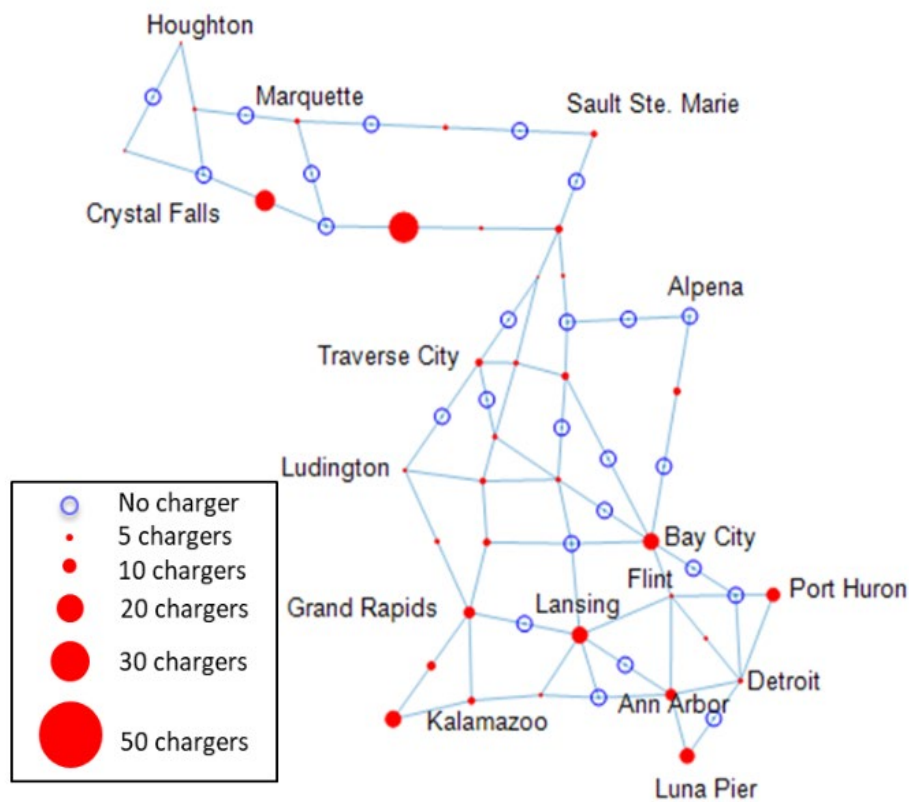 Houghton
Marquette
Sault Ste. Marie
Crystal Falls
Alpena
Traverse City
Ludington
No charger
5 chargers
10 chargers
20 chargers
30 chargers
50 chargers
Bay City
Flint
Port Huron
Grand Rapids
Lansing
Detroit
Ann Arbor
Kalamazoo
Luna Pier